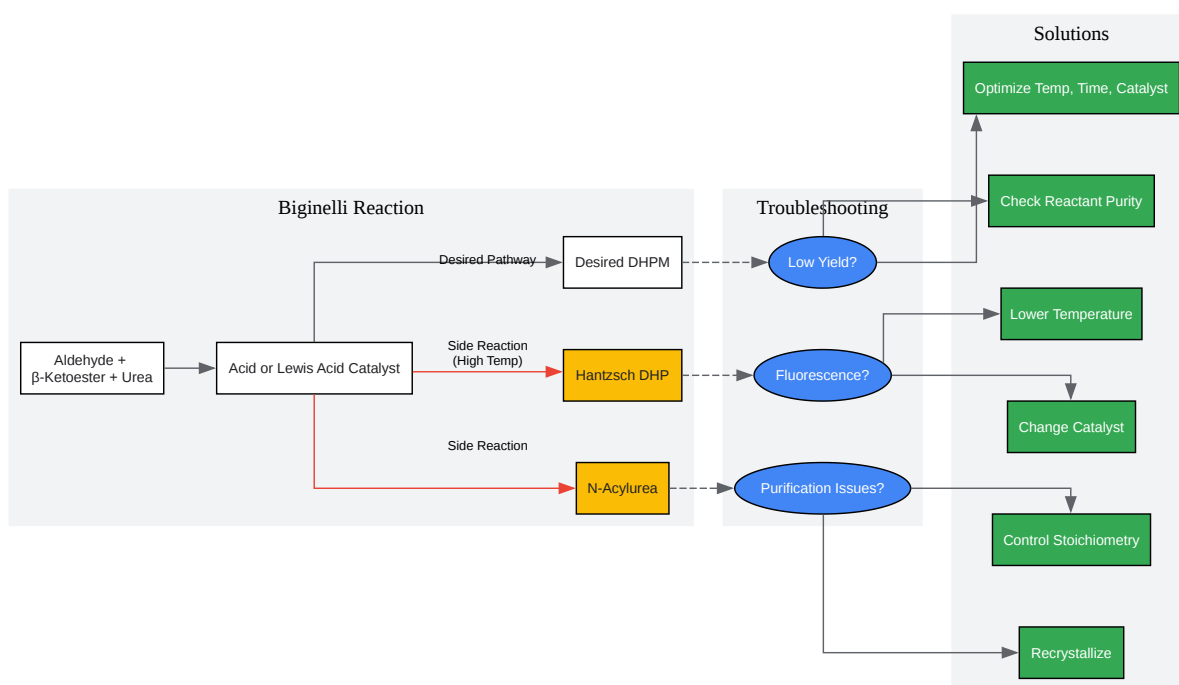 Solutions
Optimize Temp, Time, Catalyst
Check Reactant Purity
Biginelli Reaction
Troubleshooting
Desired Pathway
Desired DHPM
Low Yield?
Lower Temperature
Aldehyde +
β-Ketoester + Urea
Acid or Lewis Acid Catalyst
Side Reaction
(High Temp)
Hantzsch DHP
Fluorescence?
Change Catalyst
Side Reaction
N-Acylurea
Purification Issues?
Control Stoichiometry
Recrystallize